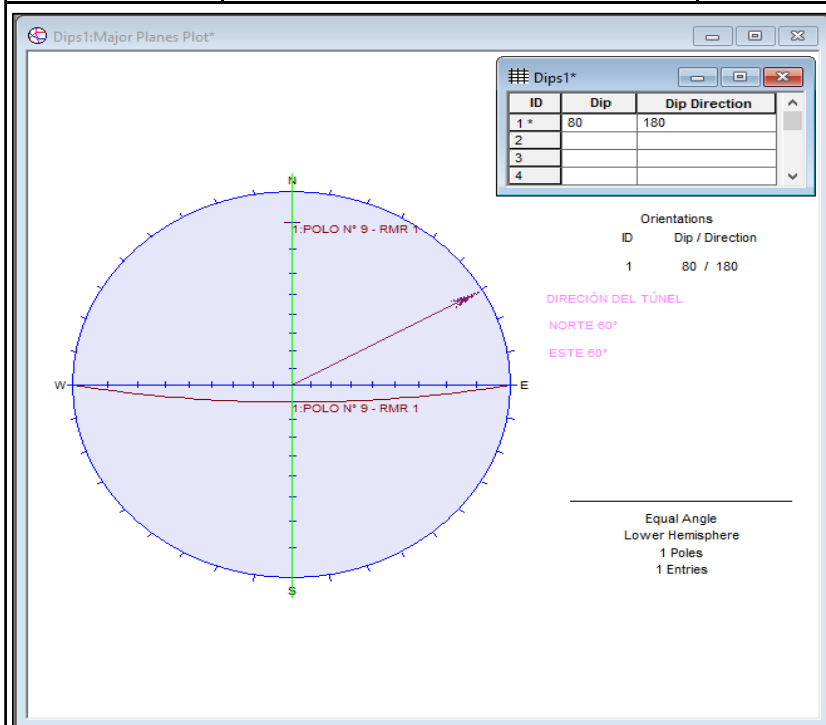 Dips1:Major Planes Plot*
Dips1*
ID Dip Dip Direction
1 * 80 180
2
3
4
N
1:POLO N° 9 - RMR 1
Orientations
ID Dip / Direction
1 80 / 180
DIRECIÓN DEL TÚNEL
NORTE 60°
ESTE 60°
W E
1:POLO N° 9 - RMR 1
S
Equal Angle
Lower Hemisphere
1 Poles
1 Entries